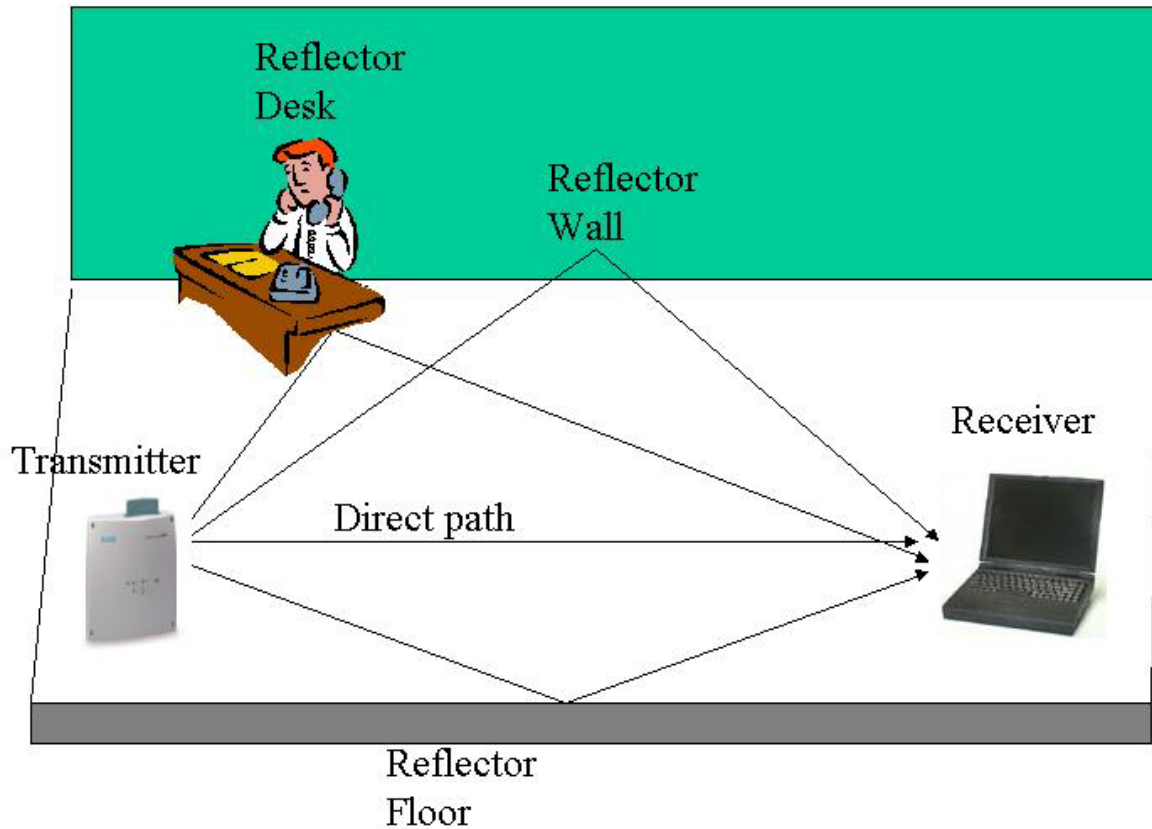 Reflector
Desk
Reflector
Wall
Receiver
Transmitter
Direct path
Reflector
Floor